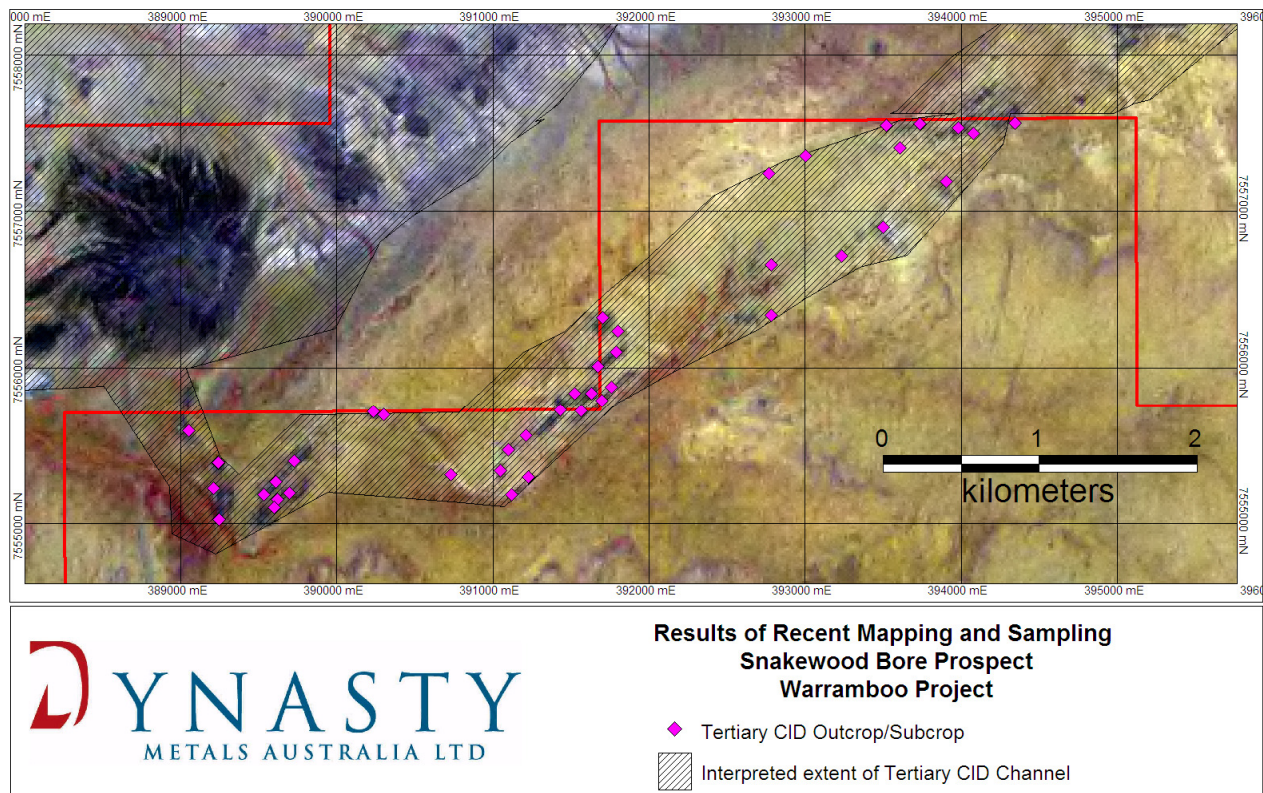 000 mE 389000 mE 390000 mE 391000 mE 392000 mE 393000 mE 394000 mE 395000 mE 3960
7558000 mN
7557000 mN
7556000 mN
7555000 mN
7557000 mN
7556000 mN
7555000 mN
0 1 2
kilometers
389000 mE 390000 mE 391000 mE 392000 mE 393000 mE 394000 mE 395000 mE 3960
DYNASTY
METALS AUSTRALIA LTD
Results of Recent Mapping and Sampling
Snakewood Bore Prospect
Warramboo Project
Tertiary CID Outcrop/Subcrop
Interpreted extent of Tertiary CID Channel